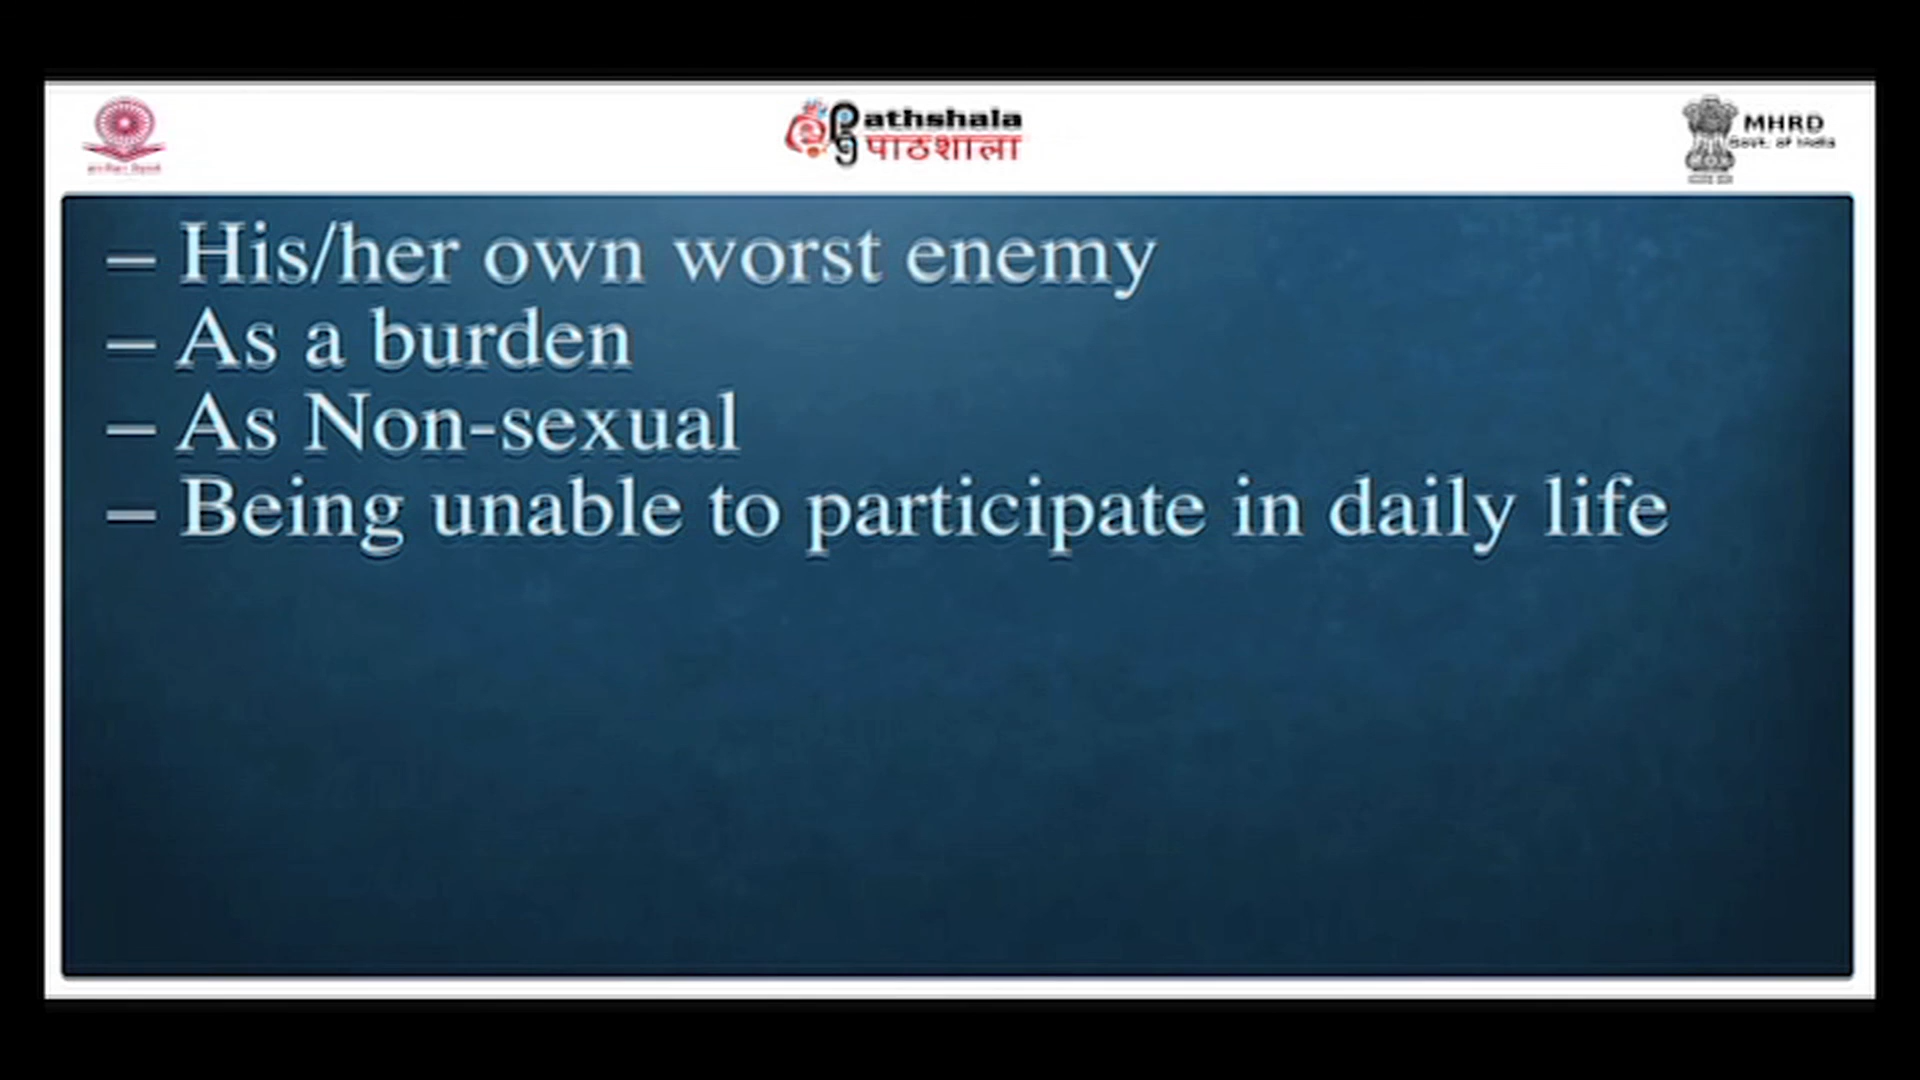 Pathshala
पाठशाला
MHRD
Govt. of India
– His/her own worst enemy
– As a burden
– As Non-sexual
– Being unable to participate in daily life